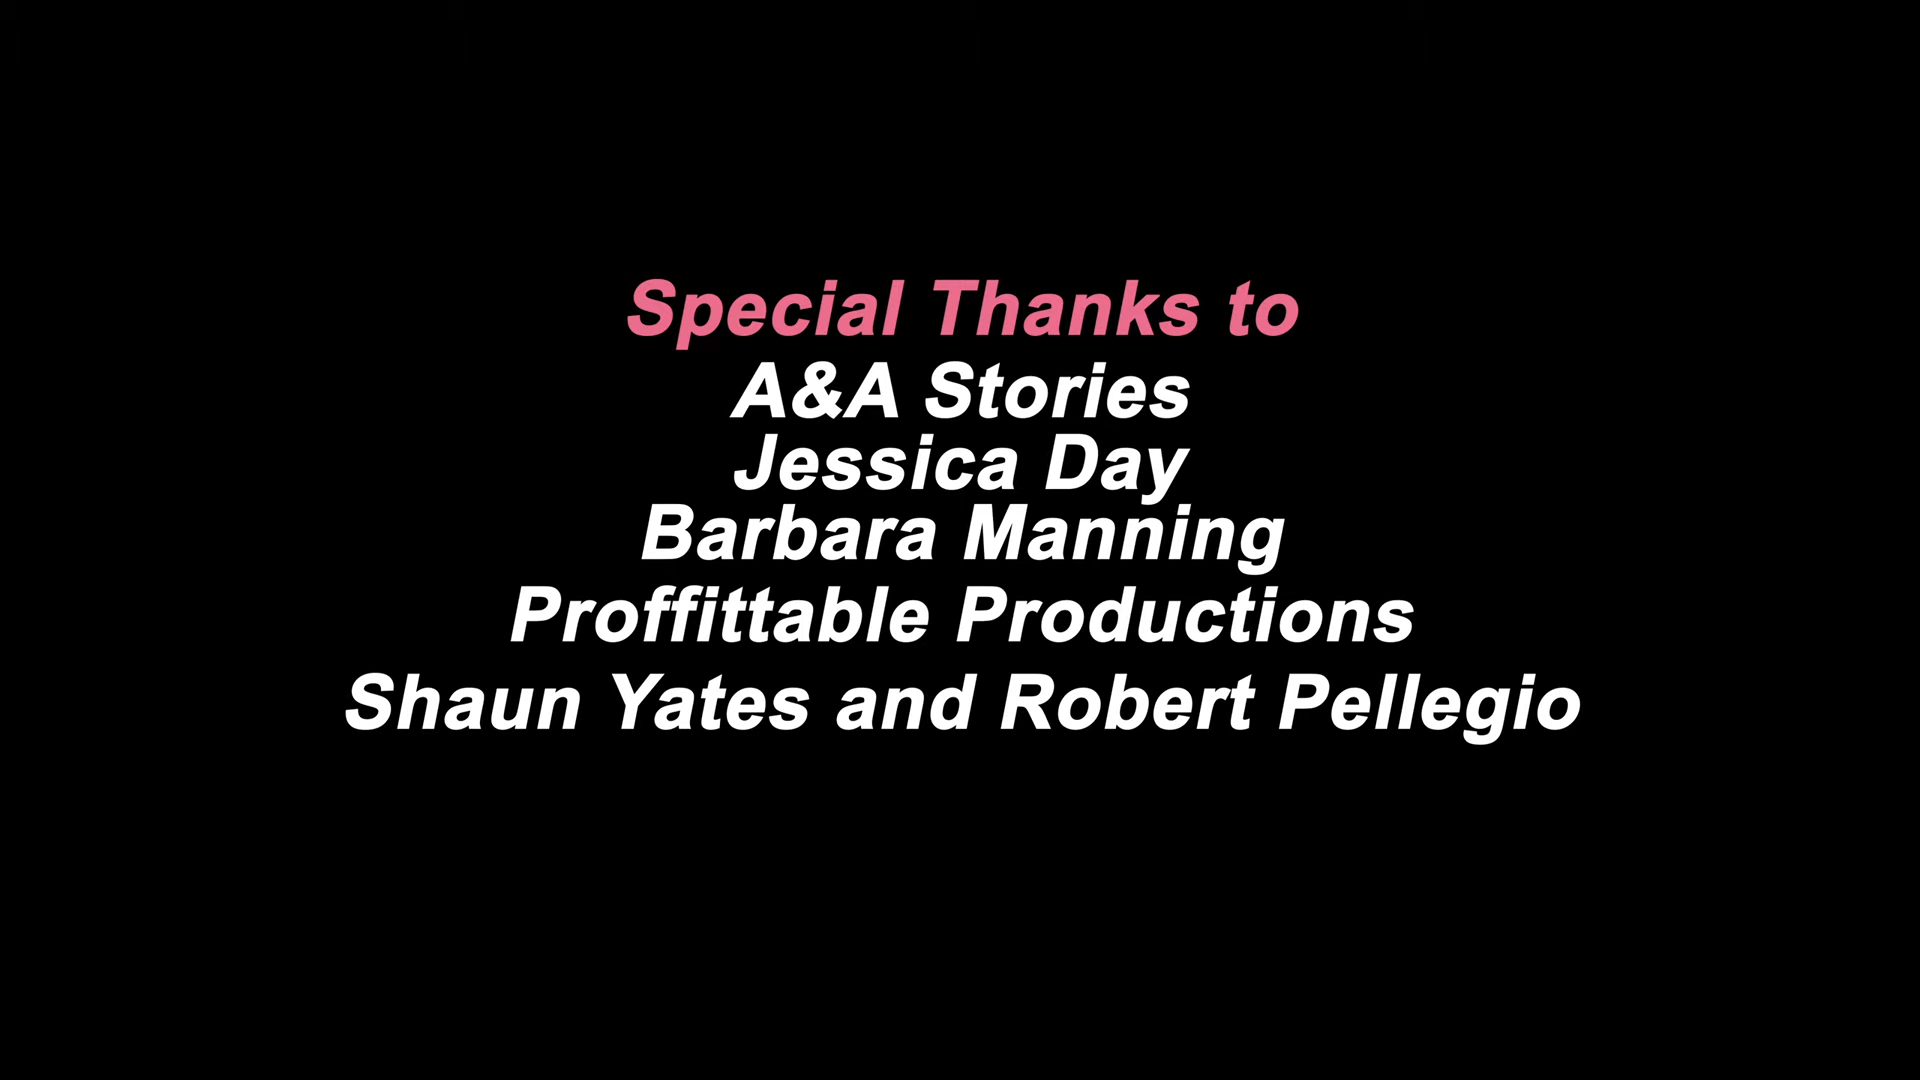 Special Thanks to
A&A Stories
Jessica Day
Barbara Manning
Proffittable Productions
Shaun Yates and Robert Pellegio